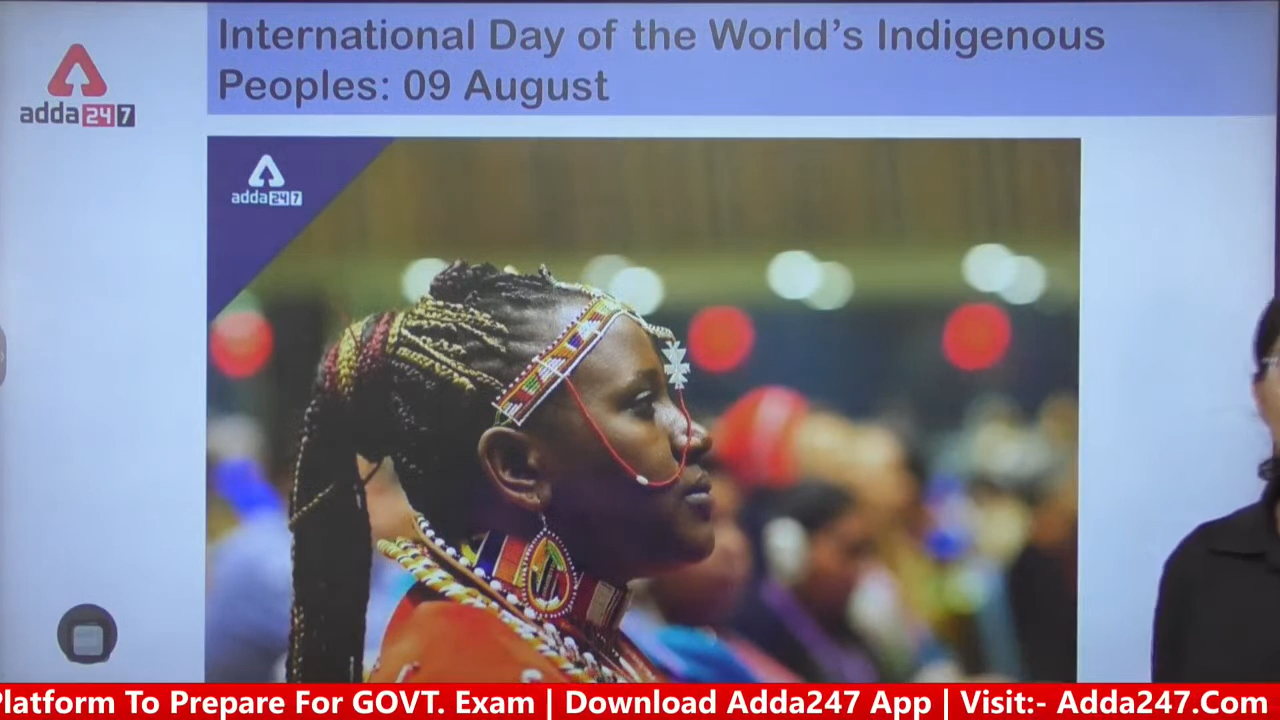 International Day of the World's Indigenous
Peoples: 09 August
adda247
adda247
Platform To Prepare For GOVT. Exam | Download Adda247 App | Visit:- Adda247.Com